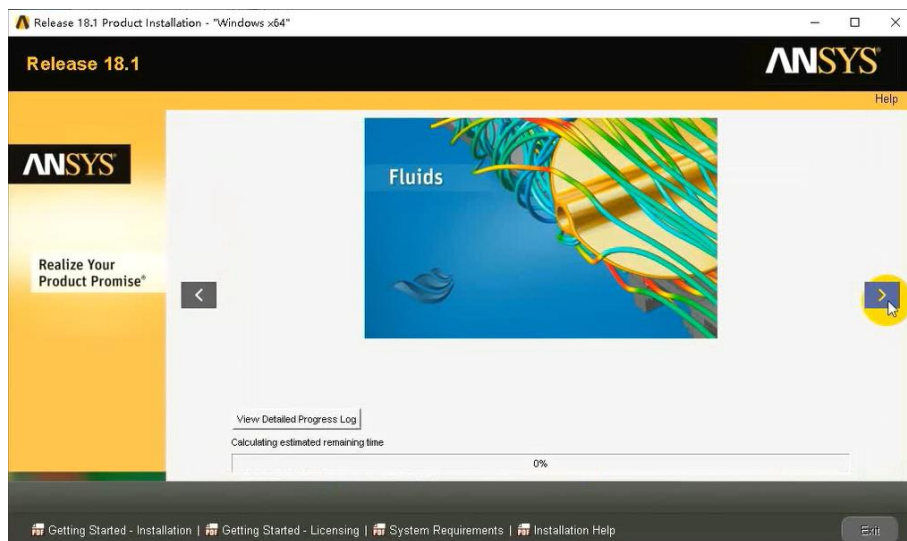 Release 18.1 Product Installation - "Windows x64"
Release 18.1
ANSYS
Help
ANSYS
Fluids
Realize Your
Product Promise®
View Detailed Progress Log
Calculating estimated remaining time
0%
Getting Started - Installation | Getting Started - Licensing | System Requirements | Installation Help
Exit